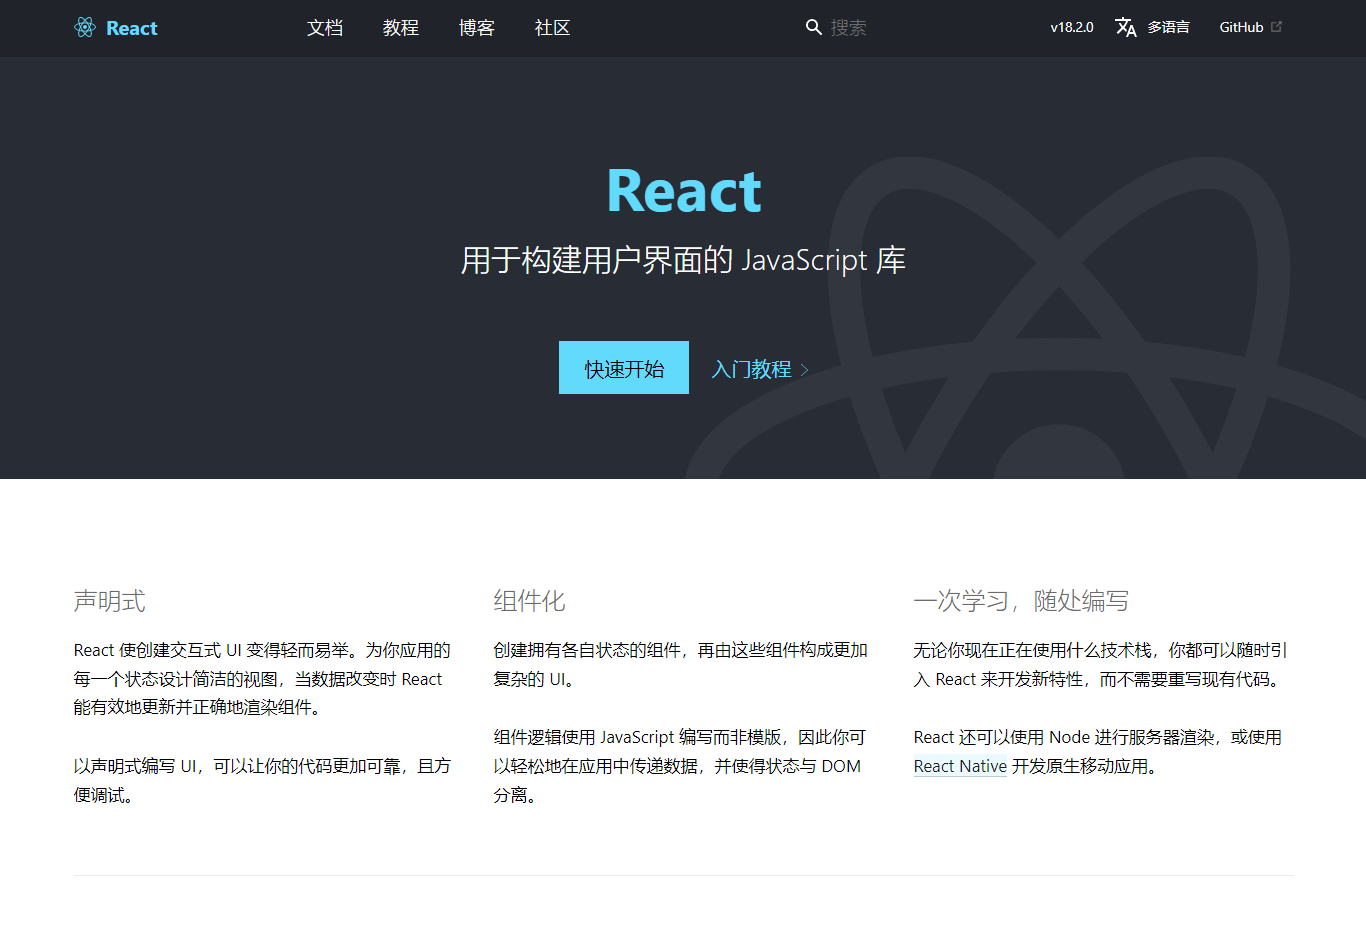 React
文档
教程
博客
社区
搜索
v18.2.0
多语言
GitHub
React
用于构建用户界面的 JavaScript 库
快速开始
入门教程
声明式
React 使创建交互式 UI 变得轻而易举。为你应用的
每一个状态设计简洁的视图，当数据改变时 React
能有效地更新并正确地渲染组件。
以声明式编写 UI，可以让你的代码更加可靠，且方
便调试。
组件化
创建拥有各自状态的组件，再由这些组件构成更加
复杂的 UI。
组件逻辑使用 JavaScript 编写而非模版，因此你可
以轻松地在应用中传递数据，并使得状态与 DOM
分离。
一次学习，随处编写
无论你现在正在使用什么技术栈，你都可以随时引
入 React 来开发新特性，而不需要重写现有代码。
React 还可以使用 Node 进行服务器渲染，或使用
React Native 开发原生移动应用。